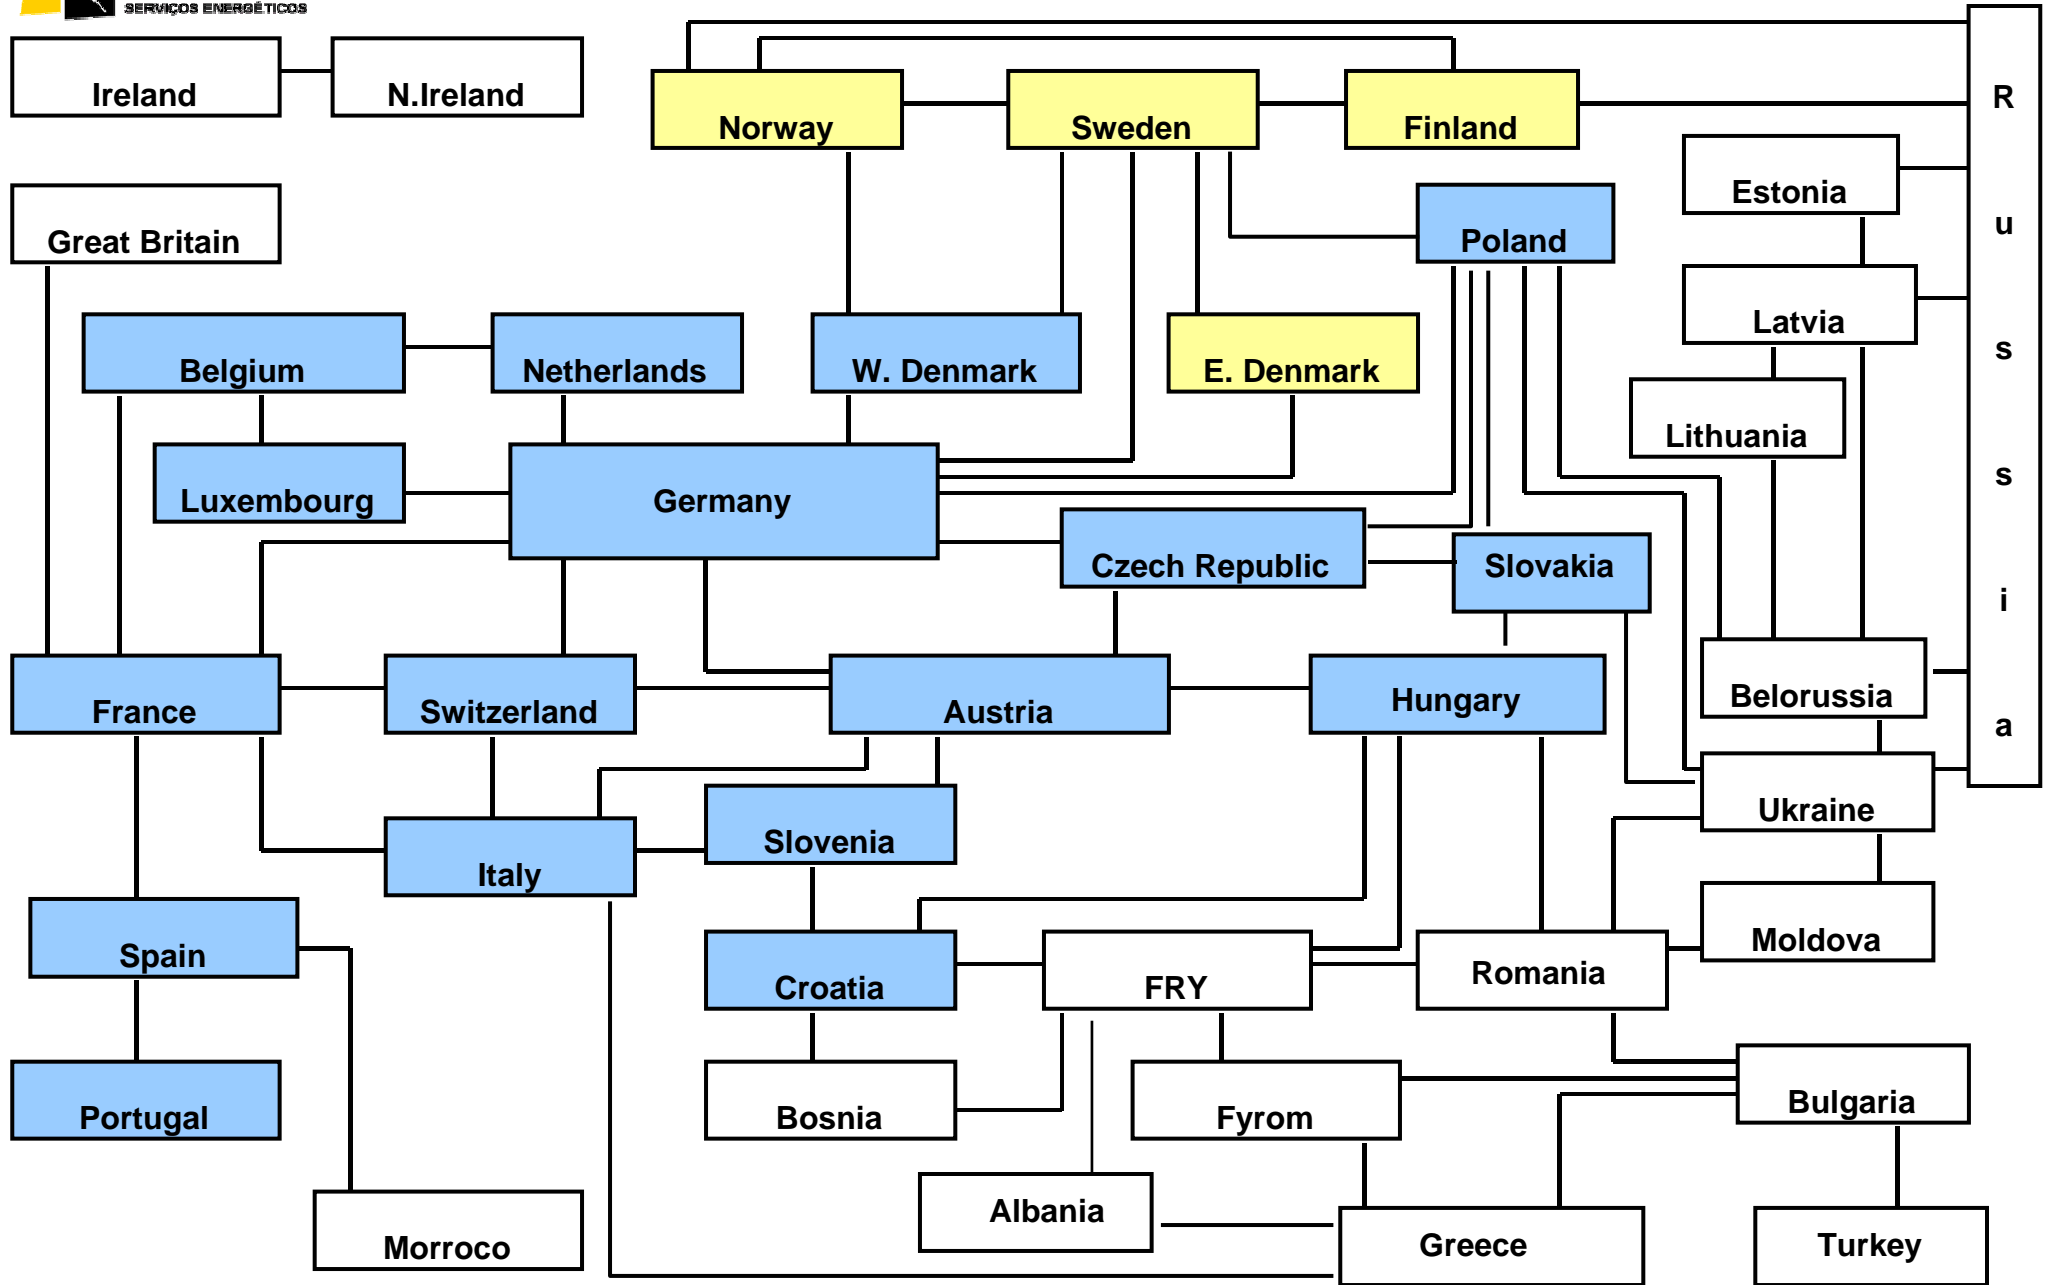 SERVIÇOS ENERGÉTICOS
Ireland
N.Ireland
Norway
Sweden
Finland
Russia
Estonia
Great Britain
Poland
Latvia
Belgium
Netherlands
W. Denmark
E. Denmark
Lithuania
Luxembourg
Germany
Czech Republic
Slovakia
France
Switzerland
Austria
Hungary
Belorussia
Ukraine
Italy
Slovenia
Spain
Croatia
FRY
Romania
Moldova
Portugal
Bosnia
Fyrom
Bulgaria
Morroco
Albania
Greece
Turkey